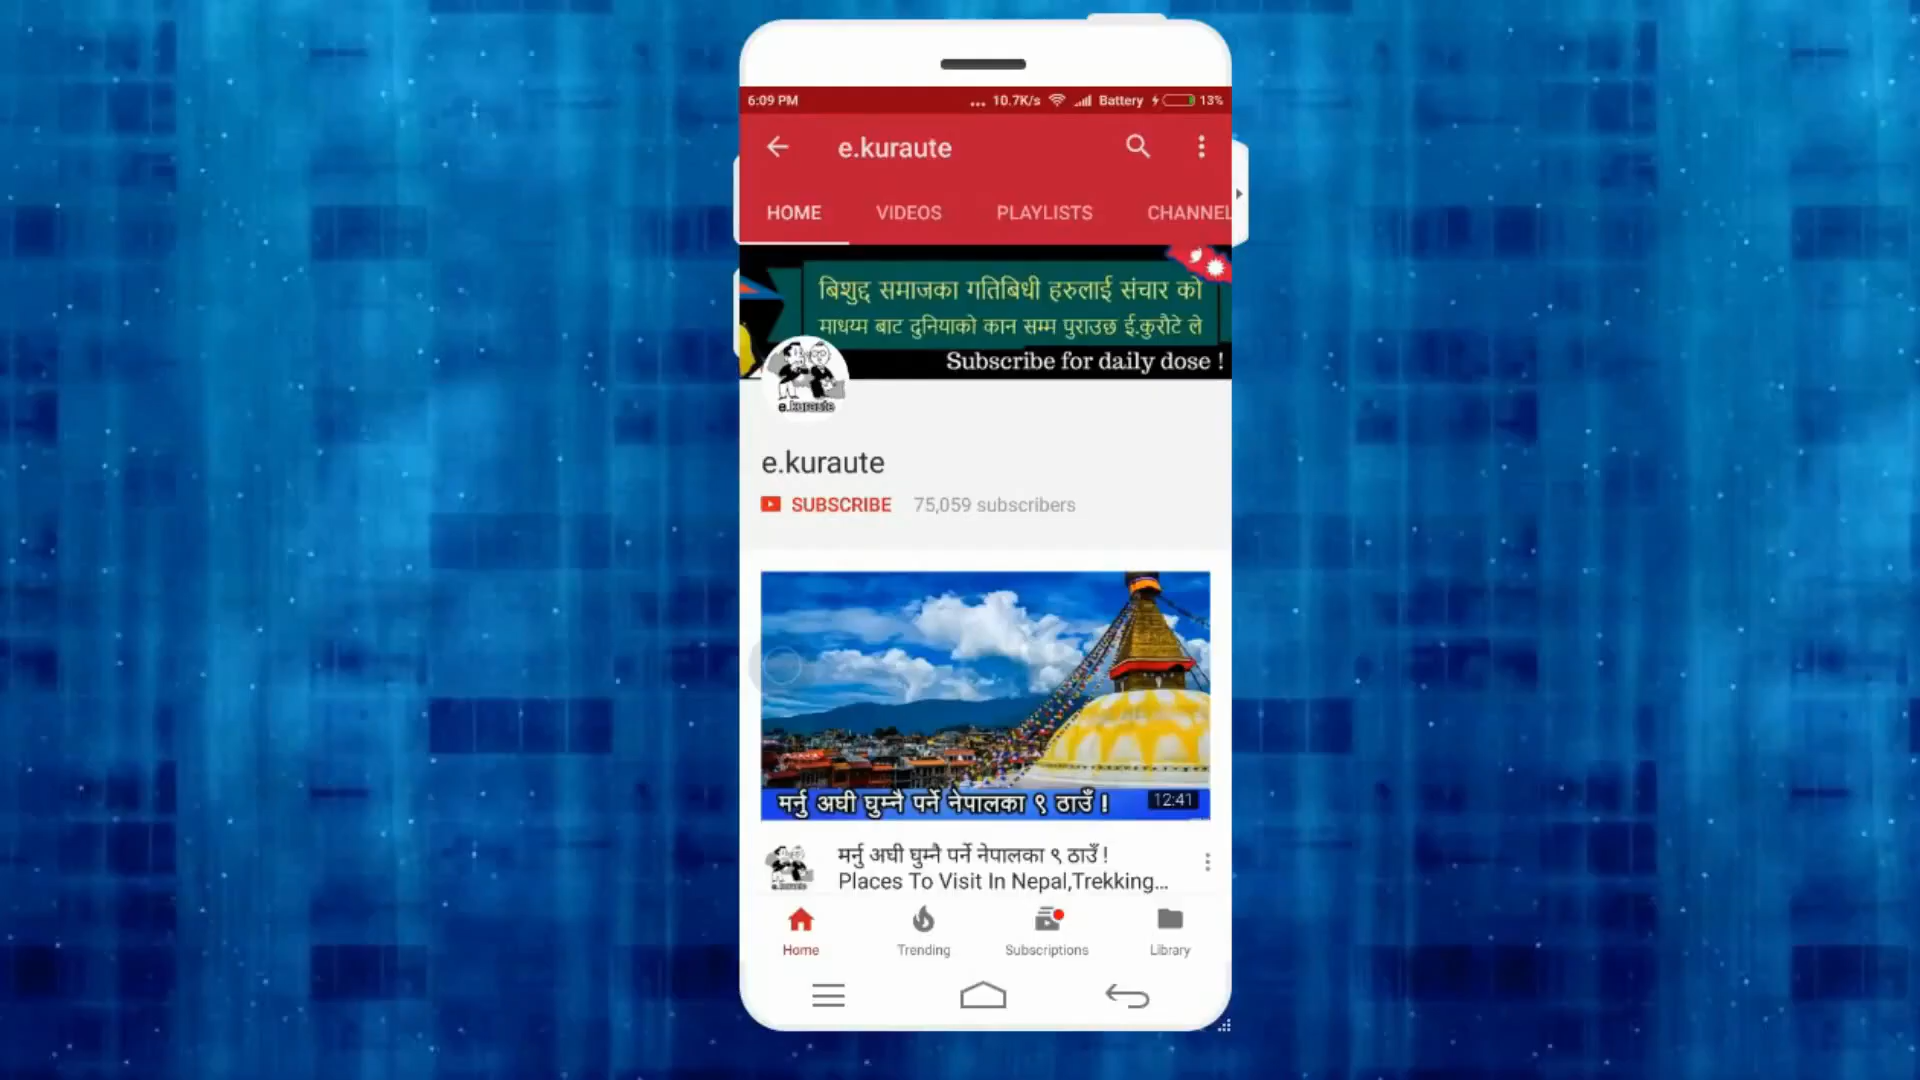 6:09 PM ... 10.7K/s Battery 13%
e.kuraute
HOME VIDEOS PLAYLISTS CHANNEL
बिशुद्द समाजका गतिबिधी हरुलाई संचार को
माधय्म बाट दुनियाको कान सम्म पुराउछ ई.कुरौटे ले
Subscribe for daily dose !
e.kuraute
e.kuraute
SUBSCRIBE 75,059 subscribers
मर्नु अघी घुम्नै पर्ने नेपालका ९ ठाउँ !
12:41
मर्नु अघी घुम्नै पर्ने नेपालका ९ ठाउँ !
Places To Visit In Nepal,Trekking...
e.kuraute
Home Trending Subscriptions Library